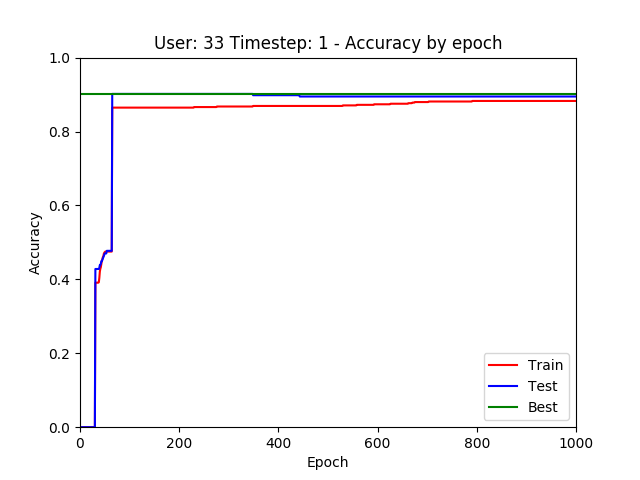 User: 33 Timestep: 1 - Accuracy by epoch
1.0
0.8
0.6
0.4
0.2
0.0
Accuracy
0 200 400 600 800 1000
Epoch
Train
Test
Best